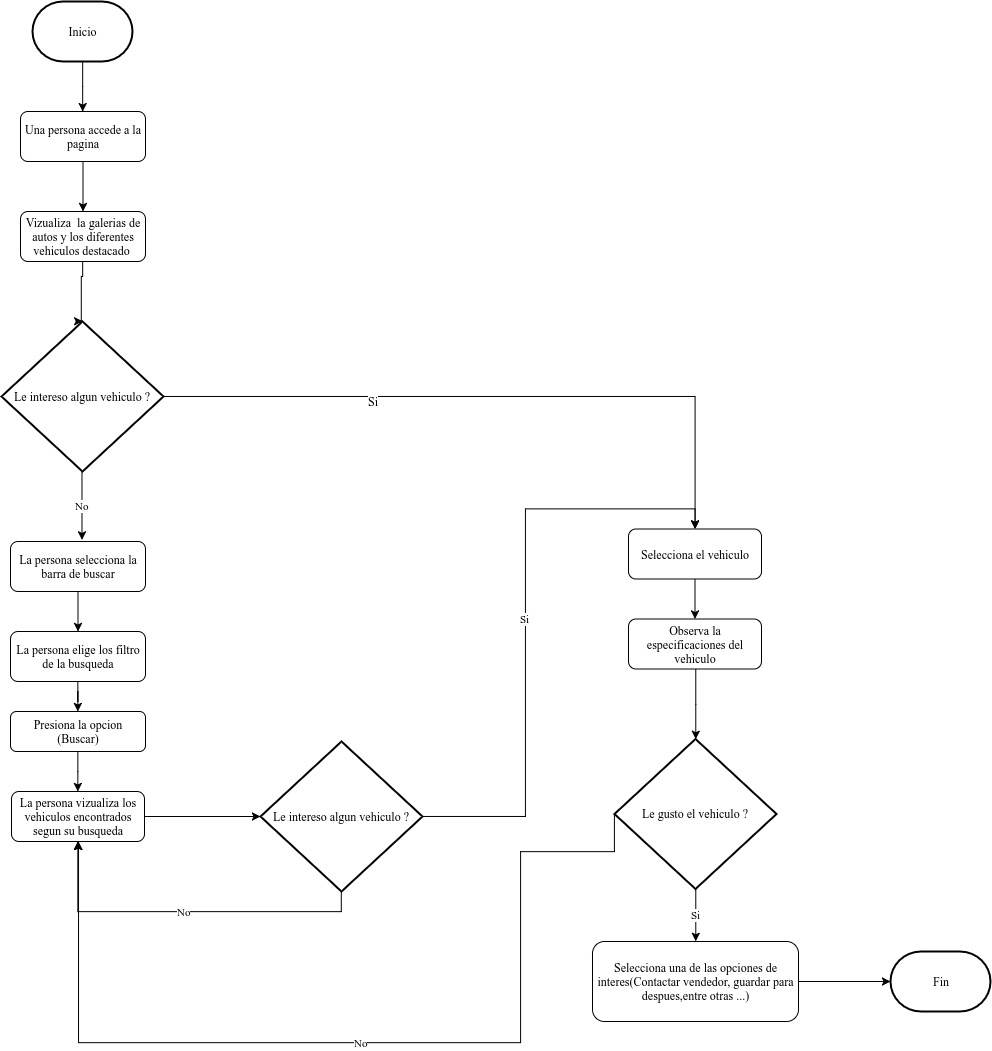 Inicio
Una persona accede a la
pagina
Vizualiza  la galerias de
autos y los diferentes
vehiculos destacado
Le intereso algun vehiculo ?
Si
No
La persona selecciona la
barra de buscar
La persona elige los filtro
de la busqueda
Presiona la opcion
(Buscar)
La persona vizualiza los
vehiculos encontrados
segun su busqueda
Le intereso algun vehiculo ?
No
Si
Selecciona el vehiculo
Observa la
especificaciones del
vehiculo
Le gusto el vehiculo ?
Si
No
Selecciona una de las opciones de
interes(Contactar vendedor, guardar para
despues,entre otras ...)
Fin